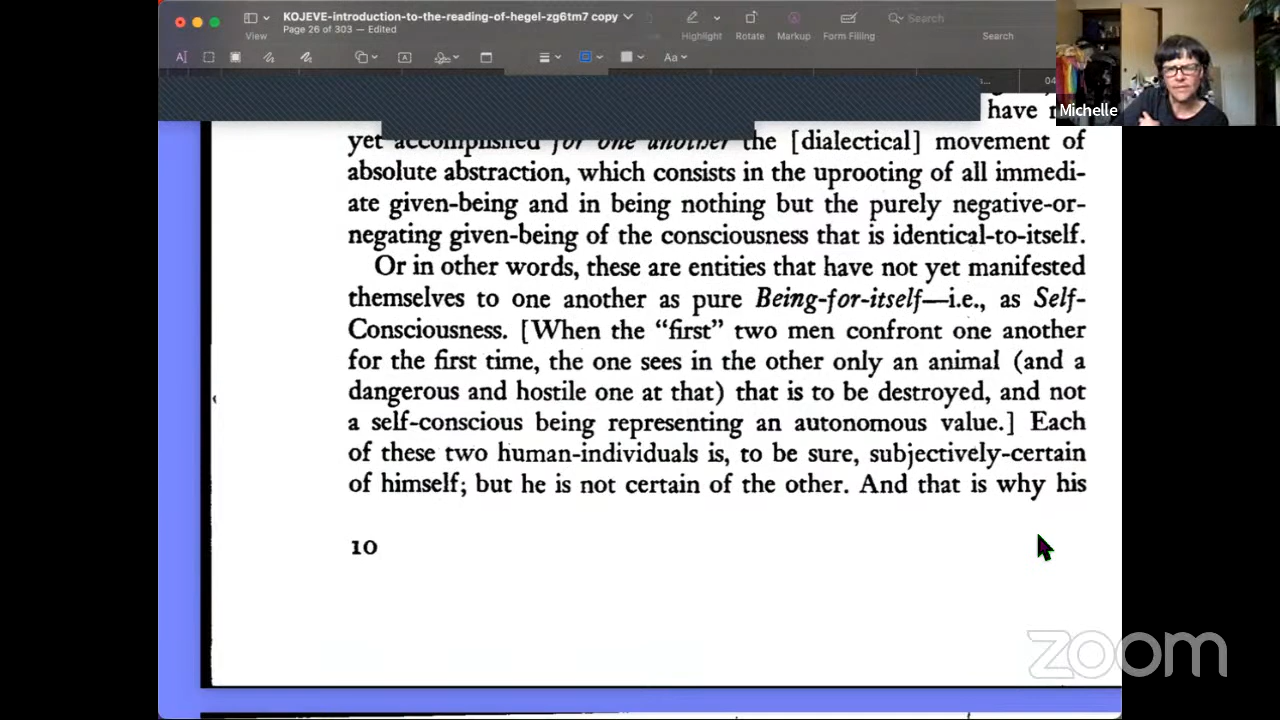 KOJEVE-introduction-to-the-reading-of-hegel-zg6tm7 copy
Page 26 of 303 — Edited
View
Highlight
Rotate
Markup
Form Filling
Search
Search
Aa
04
Michelle
have
yet accomplished for one another the [dialectical] movement of
absolute abstraction, which consists in the uprooting of all immedi-
ate given-being and in being nothing but the purely negative-or-
negating given-being of the consciousness that is identical-to-itself.
Or in other words, these are entities that have not yet manifested
themselves to one another as pure Being-for-itself—i.e., as Self-
Consciousness. [When the “first” two men confront one another
for the first time, the one sees in the other only an animal (and a
dangerous and hostile one at that) that is to be destroyed, and not
a self-conscious being representing an autonomous value.] Each
of these two human-individuals is, to be sure, subjectively-certain
of himself; but he is not certain of the other. And that is why his
10
zoom